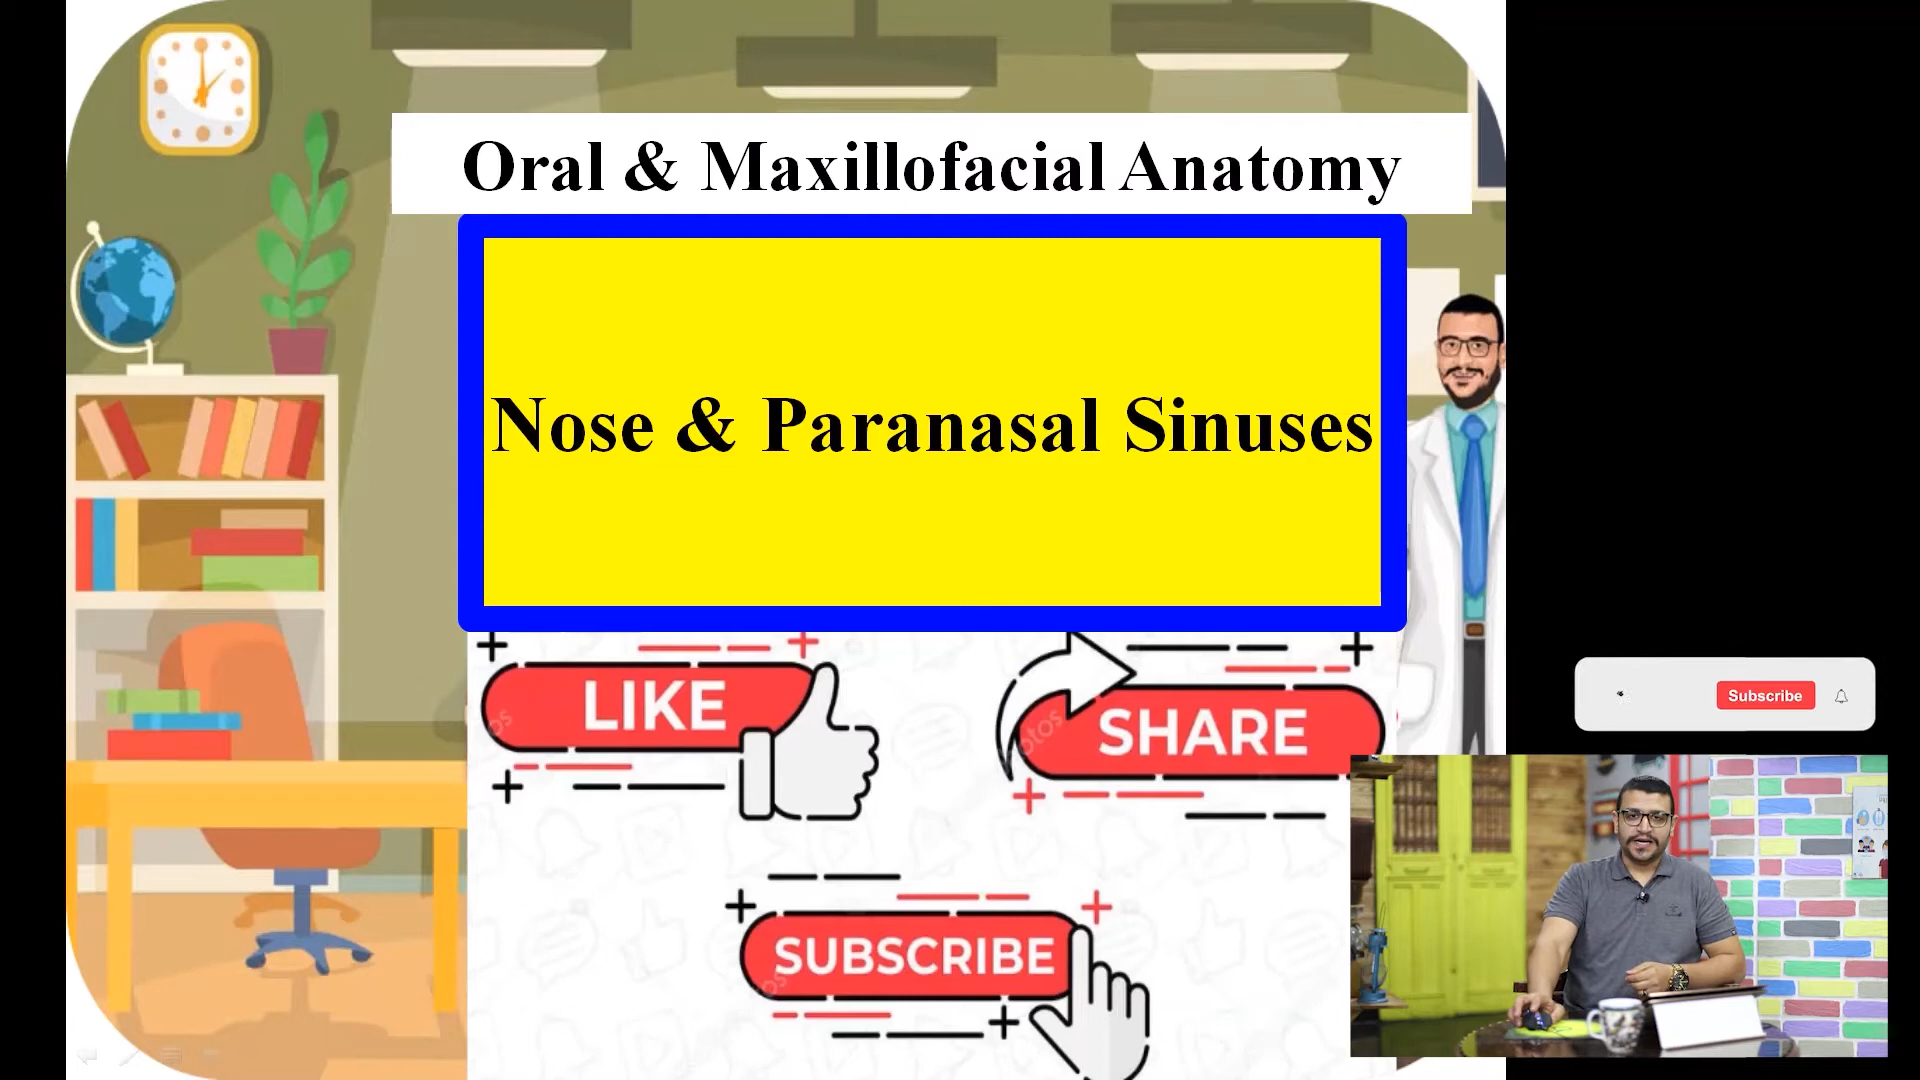 Oral & Maxillofacial Anatomy
Nose & Paranasal Sinuses
LIKE
SHARE
Subscribe
SUBSCRIBE